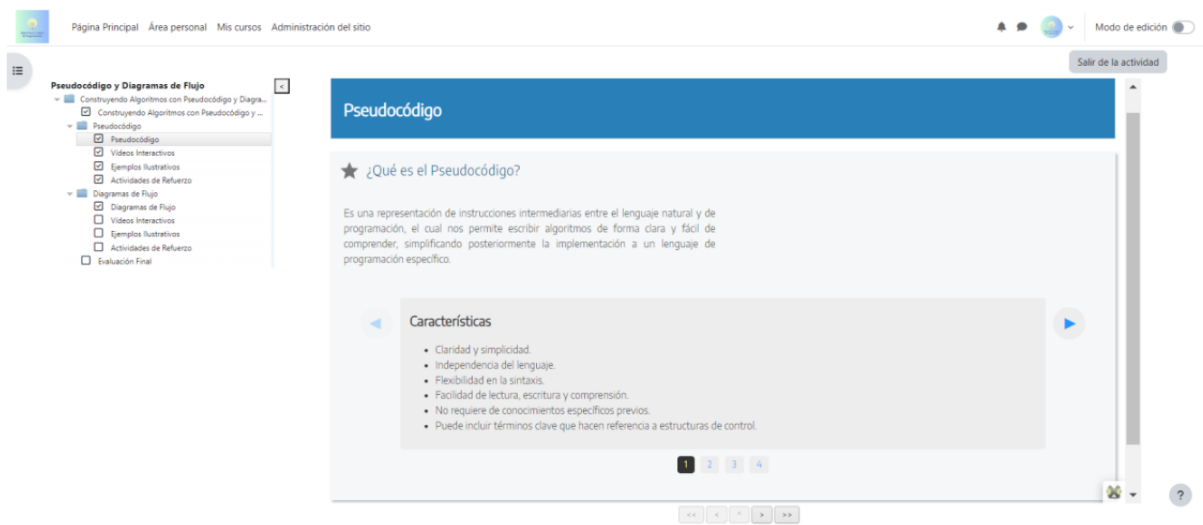 Página Principal Área personal Mis cursos Administración del sitio
Modo de edición
Salir de la actividad
Pseudocódigo y Diagramas de Flujo
<
Construyendo Algoritmos con Pseudocódigo y Diagra...
Construyendo Algoritmos con Pseudocódigo y ...
Pseudocódigo
Pseudocódigo
Vídeos Interactivos
Ejemplos Ilustrativos
Actividades de Refuerzo
Diagramas de Flujo
Diagramas de Flujo
Vídeos Interactivos
Ejemplos Ilustrativos
Actividades de Refuerzo
Evaluación Final
Pseudocódigo
¿Qué es el Pseudocódigo?
Es una representación de instrucciones intermediarias entre el lenguaje natural y de
programación, el cual nos permite escribir algoritmos de forma clara y fácil de
comprender, simplificando posteriormente la implementación a un lenguaje de
programación específico.
Características
• Claridad y simplicidad.
• Independencia del lenguaje.
• Flexibilidad en la sintaxis.
• Facilidad de lectura, escritura y comprensión.
• No requiere de conocimientos específicos previos.
• Puede incluir términos clave que hacen referencia a estructuras de control.
1 2 3 4
?
<< < ^ > >>